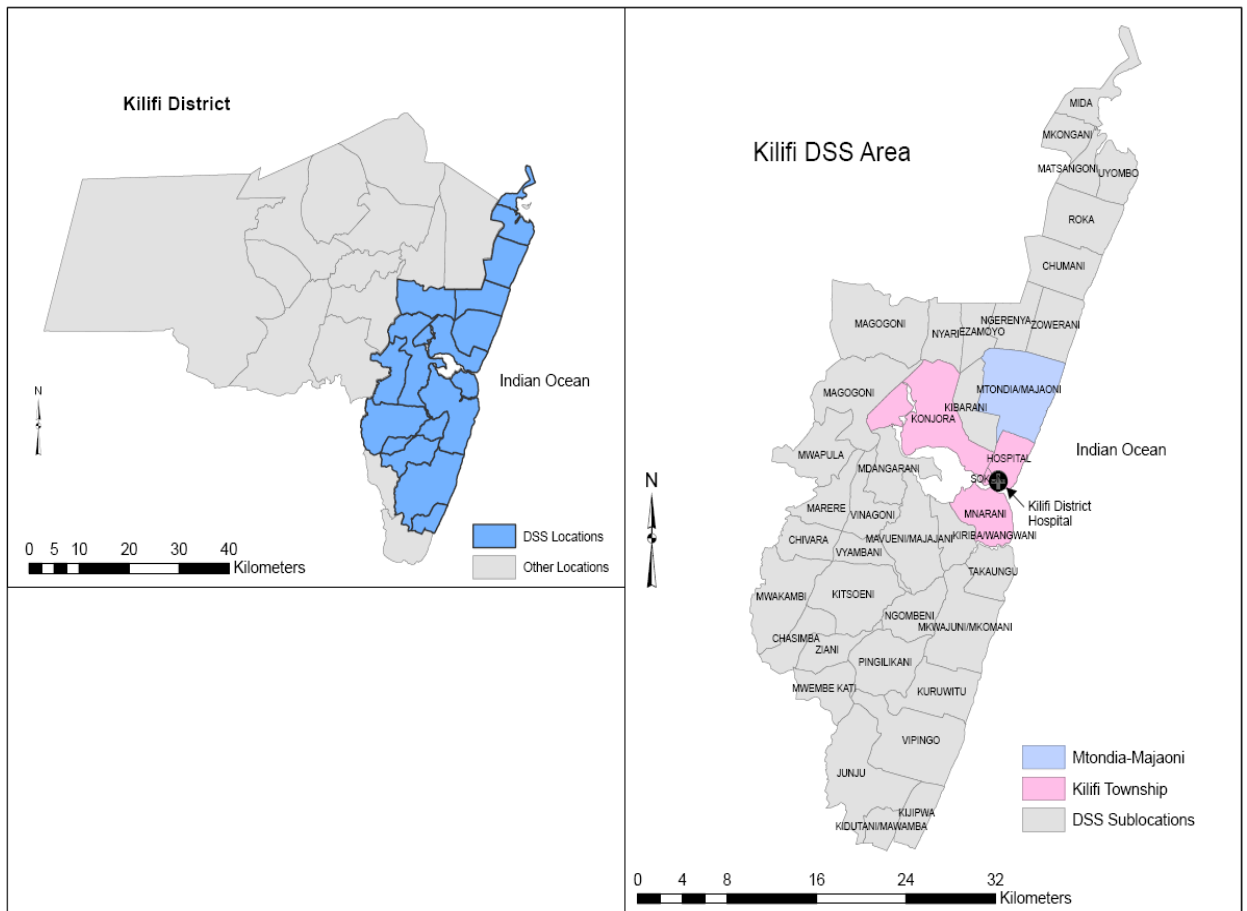 Kilifi District
N
Indian Ocean
DSS Locations
Other Locations
0 5 10 20 30 40
Kilometers
Kilifi DSS Area
MIDA
MKONGANI
MATSANGONI
UYOMBO
ROKA
CHUMANI
NGERENYA
MAGOGONI
NYARI
EZAMOYO
ZOWERANI
MTONDIA/MAJAONI
MAGOGONI
KIBARANI
KONJORA
Indian Ocean
MWAPULA
HOSPITAL
MDANGARANI
N
Kilifi District
Hospital
MARERE
VINAGONI
MNARANI
CHIVARA
MAVUENI/MAJAJANI
KIRIBA/WANGWANI
VYAMBANI
TAKAUNGU
MWAKAMBI
KITSOENI
NGOMBENI
MKWAJUNI/MKOMANI
CHASIMBA
ZIANI
PINGILIKANI
MWEMBE KATI
KURUWITU
VIPINGO
JUNJU
KIJIPWA
KIDUTANI/MAWAMBA
Mtondia-Majaoni
Kilifi Township
DSS Sublocations
0 4 8 16 24 32
Kilometers